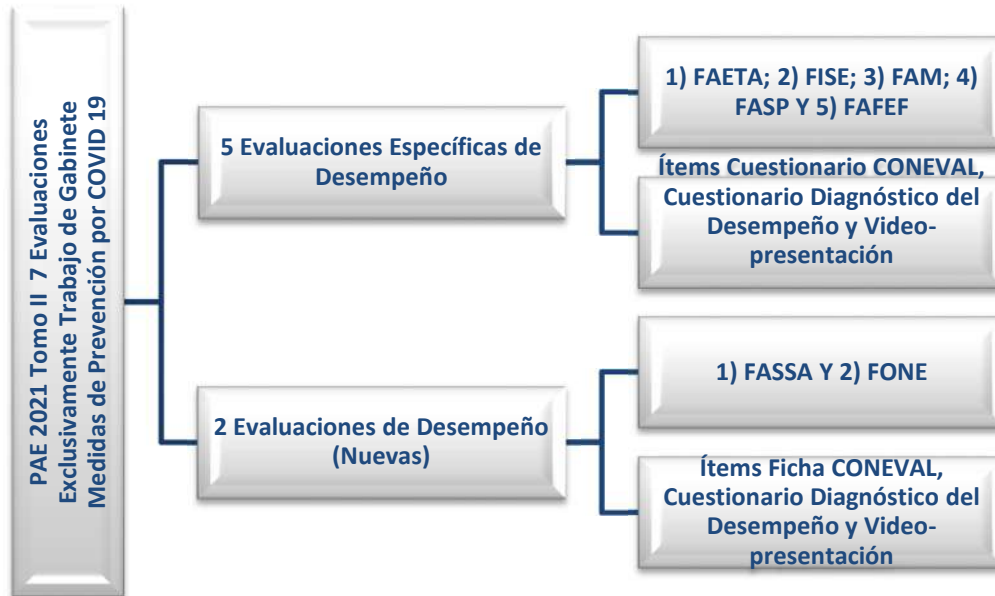 PAE 2021 Tomo II 7 Evaluaciones
Exclusivamente Trabajo de Gabinete
Medidas de Prevención por COVID 19
5 Evaluaciones Específicas de
Desempeño
1) FAETA; 2) FISE; 3) FAM; 4)
FASP Y 5) FAFEF
Ítems Cuestionario CONEVAL,
Cuestionario Diagnóstico del
Desempeño y Video-
presentación
2 Evaluaciones de Desempeño
(Nuevas)
1) FASSA Y 2) FONE
Ítems Ficha CONEVAL,
Cuestionario Diagnóstico del
Desempeño y Video-
presentación